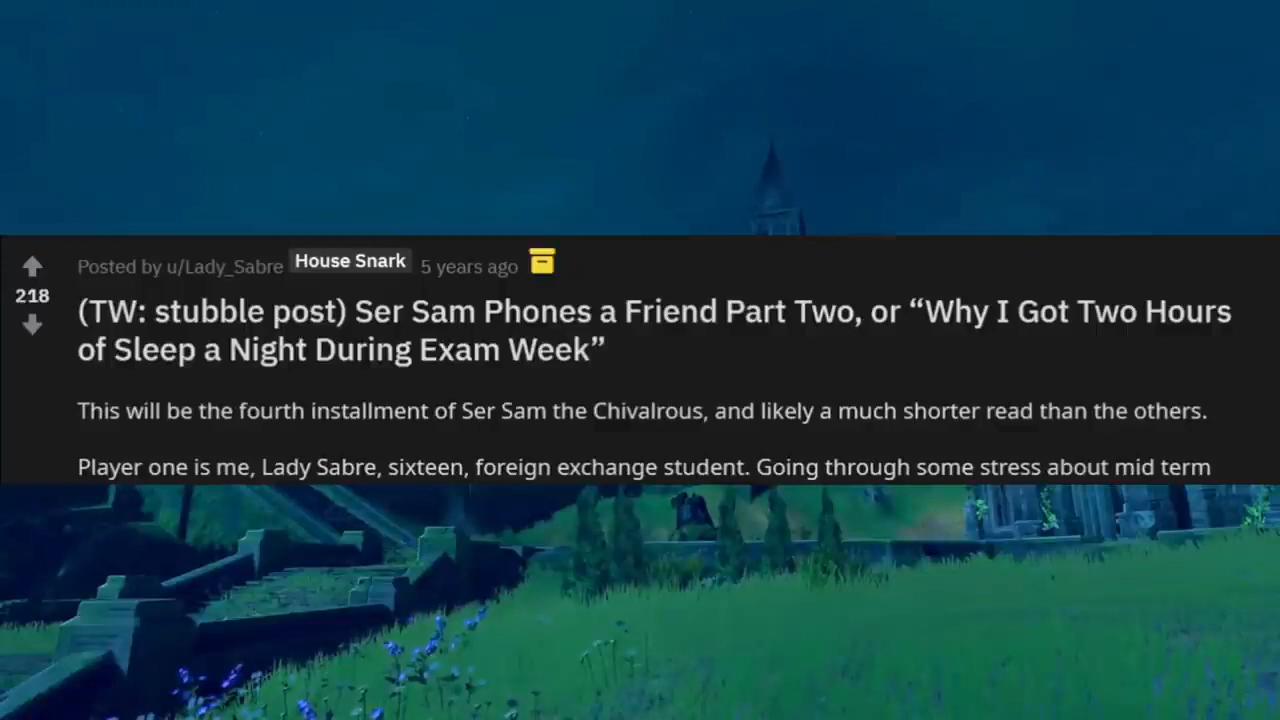 Posted by u/Lady_Sabre House Snark 5 years ago
218
(TW: stubble post) Ser Sam Phones a Friend Part Two, or “Why I Got Two Hours
of Sleep a Night During Exam Week”
This will be the fourth installment of Ser Sam the Chivalrous, and likely a much shorter read than the others.
Player one is me, Lady Sabre, sixteen, foreign exchange student. Going through some stress about mid term